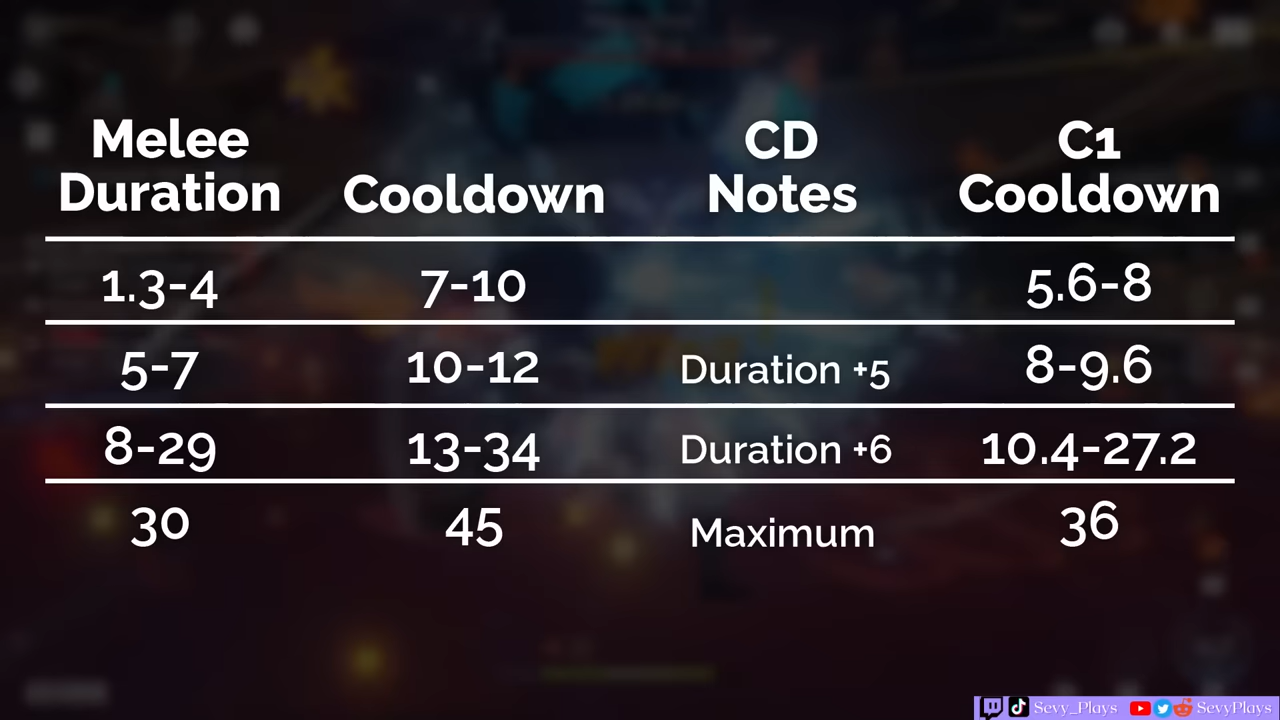 Melee Duration | Cooldown | CD Notes | C1 Cooldown
1.3-4 | 7-10 | | 5.6-8
5-7 | 10-12 | Duration +5 | 8-9.6
8-29 | 13-34 | Duration +6 | 10.4-27.2
30 | 45 | Maximum | 36
Sevy_Plays SevyPlays